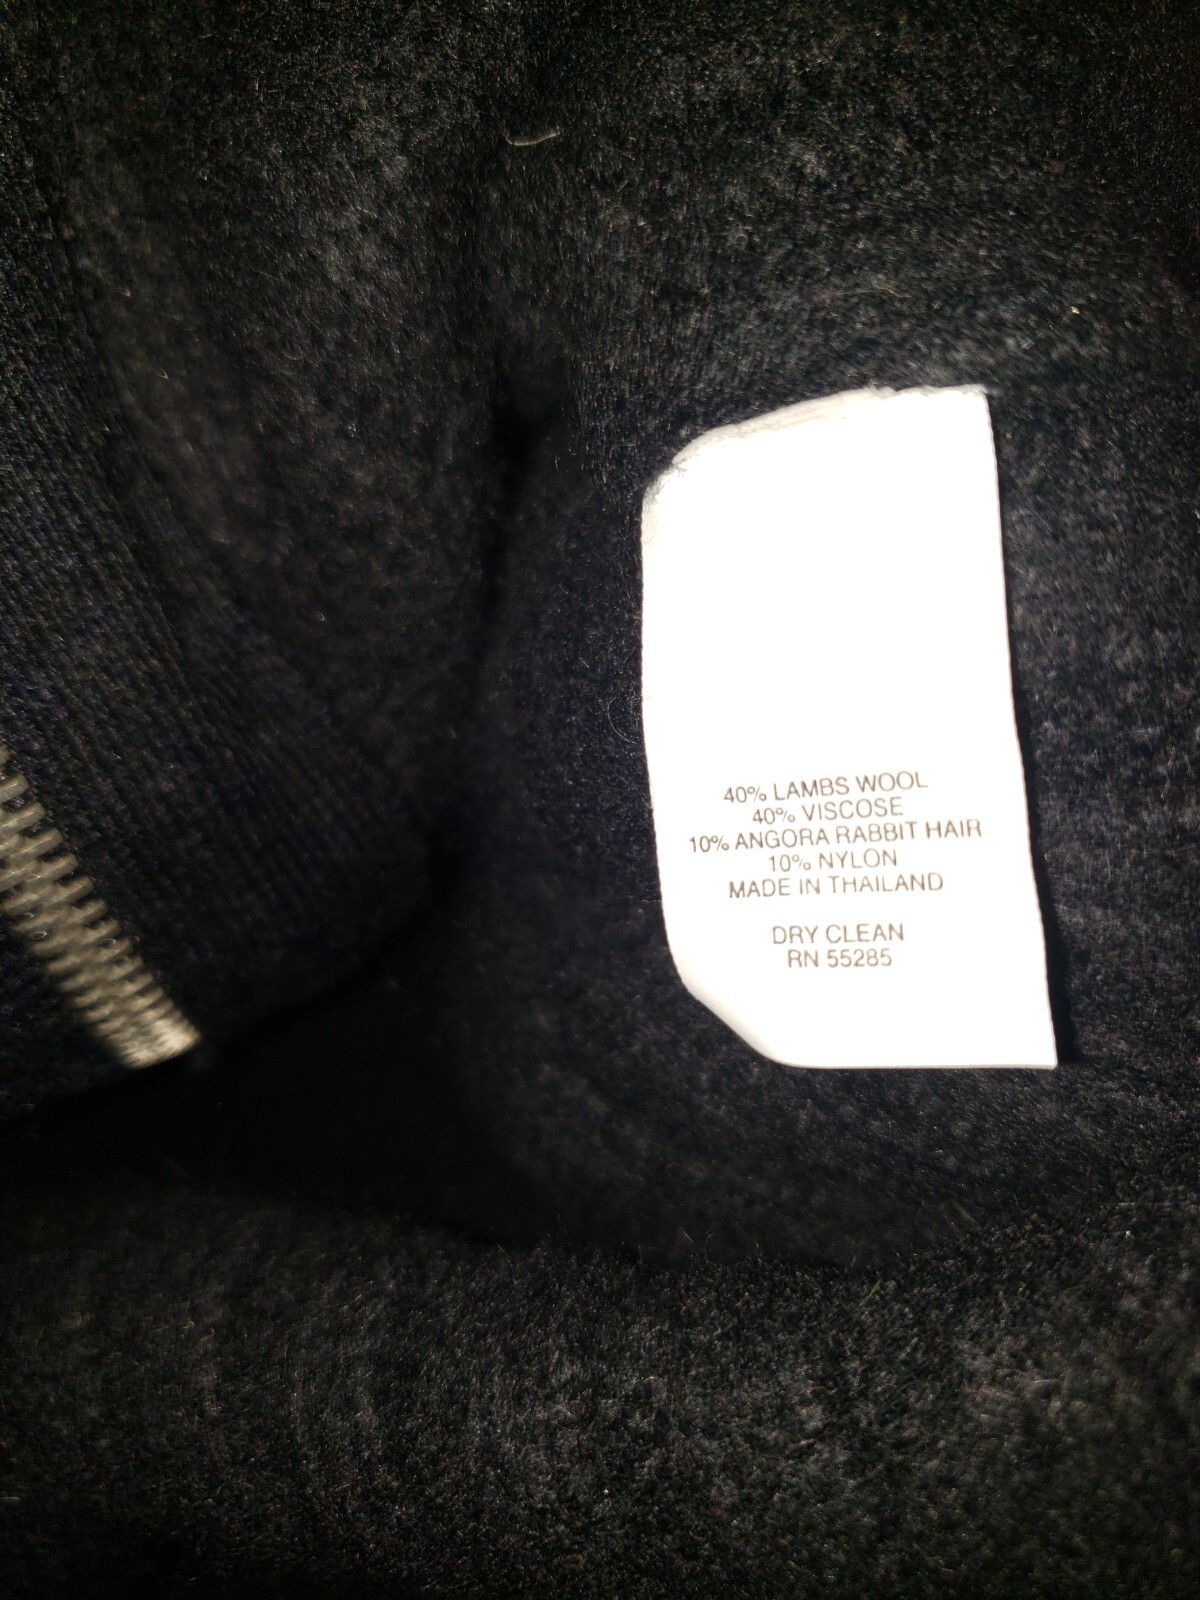 40% LAMBS WOOL
40% VISCOSE
10% ANGORA RABBIT HAIR
10% NYLON
MADE IN THAILAND
DRY CLEAN
RN 55285